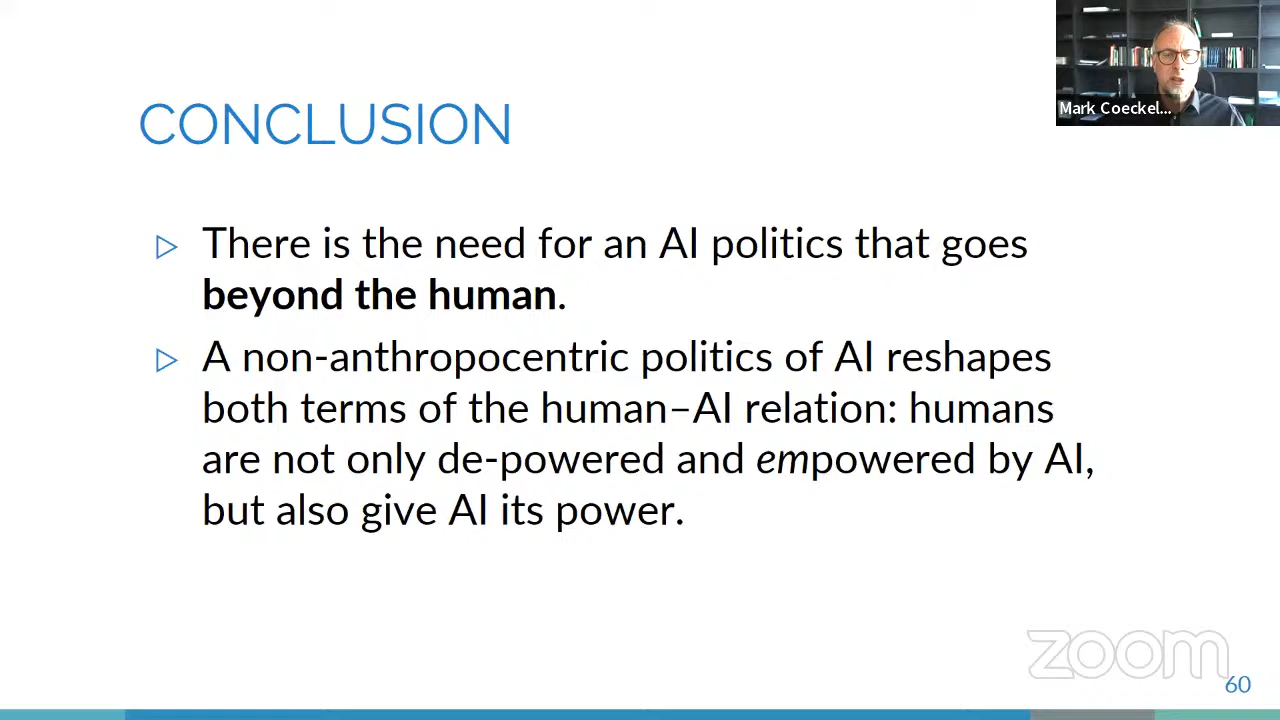 Mark Coeckel...
CONCLUSION
▷ There is the need for an AI politics that goes
beyond the human.
▷ A non-anthropocentric politics of AI reshapes
both terms of the human–AI relation: humans
are not only de-powered and empowered by AI,
but also give AI its power.
zoom
60